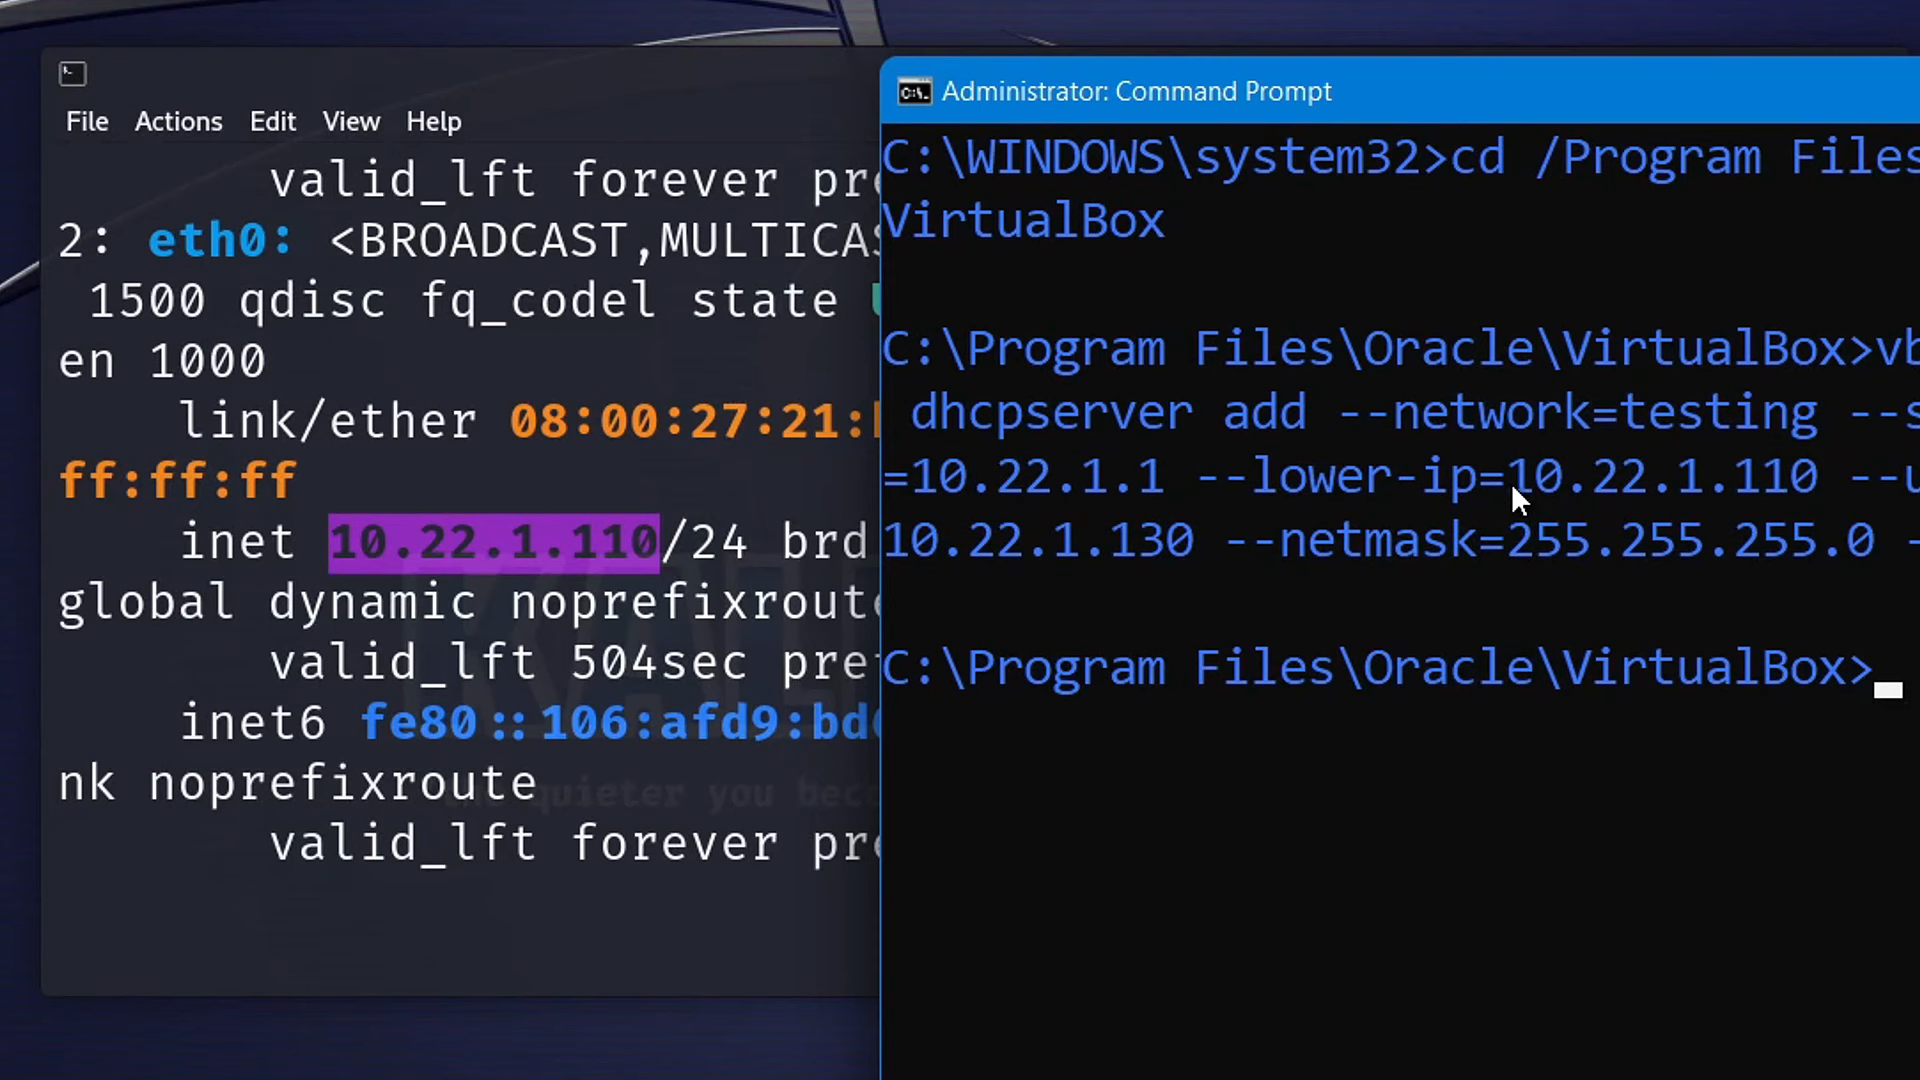 File Actions Edit View Help
valid_lft forever
2: eth0: <BROADCAST,MULTICAS
1500 qdisc fq_codel state
en 1000
link/ether 08:00:27:21:
ff:ff:ff
inet 10.22.1.110/24 brd
global dynamic noprefixroute
valid_lft 504sec
inet6 fe80::106:afd9:bd
nk noprefixroute
valid_lft forever
quieter you
Administrator: Command Prompt
C:\WINDOWS\system32>cd /Program Files
VirtualBox
C:\Program Files\Oracle\VirtualBox>vb
dhcpserver add --network=testing --s
=10.22.1.1 --lower-ip=10.22.1.110 --u
10.22.1.130 --netmask=255.255.255.0 -
C:\Program Files\Oracle\VirtualBox>